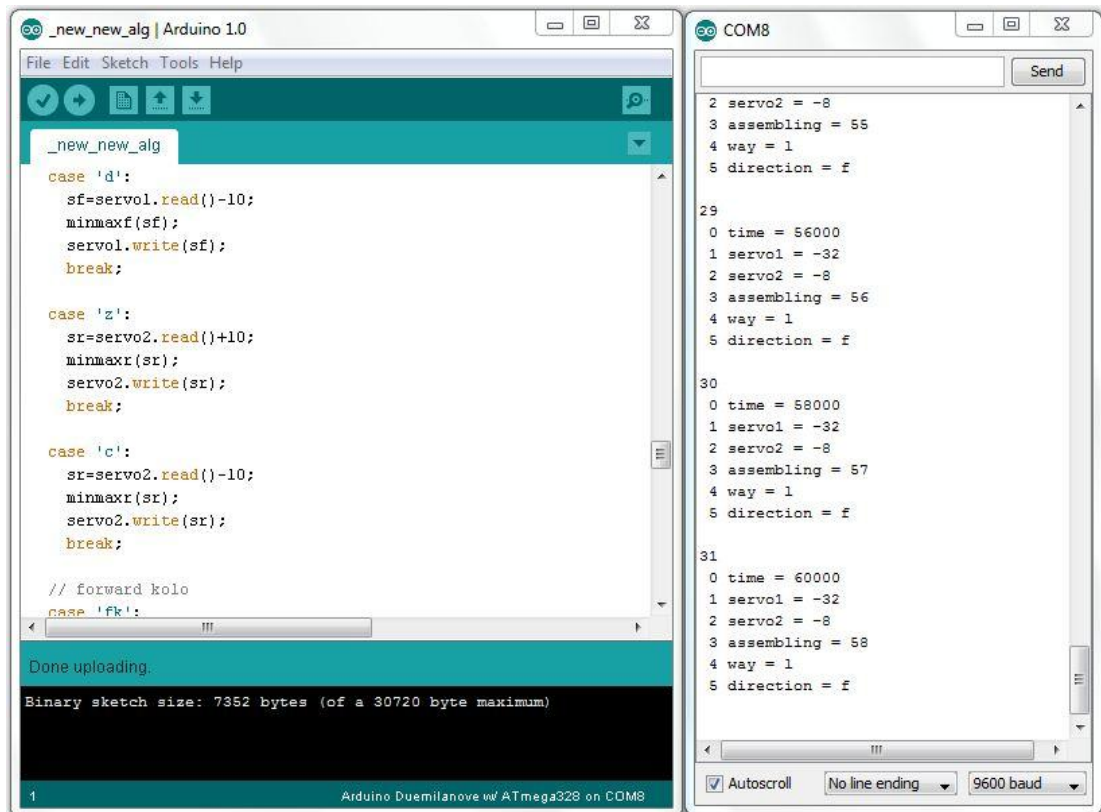 _new_new_alg | Arduino 1.0
File Edit Sketch Tools Help
_new_new_alg
case 'd':
sf=servo1.read()-10;
minmaxf(sf);
servo1.write(sf);
break;
case 'z':
sr=servo2.read()+10;
minmaxr(sr);
servo2.write(sr);
break;
case 'c':
sr=servo2.read()-10;
minmaxr(sr);
servo2.write(sr);
break;
// forward kolo
case 'fk':
Done uploading.
Binary sketch size: 7352 bytes (of a 30720 byte maximum)
1
Arduino Duemilanove w/ ATmega328 on COM8
COM8
Send
2 servo2 = -8
3 assembling = 55
4 way = 1
5 direction = f
29
0 time = 56000
1 servo1 = -32
2 servo2 = -8
3 assembling = 56
4 way = 1
5 direction = f
30
0 time = 58000
1 servo1 = -32
2 servo2 = -8
3 assembling = 57
4 way = 1
5 direction = f
31
0 time = 60000
1 servo1 = -32
2 servo2 = -8
3 assembling = 58
4 way = 1
5 direction = f
Autoscroll
No line ending
9600 baud